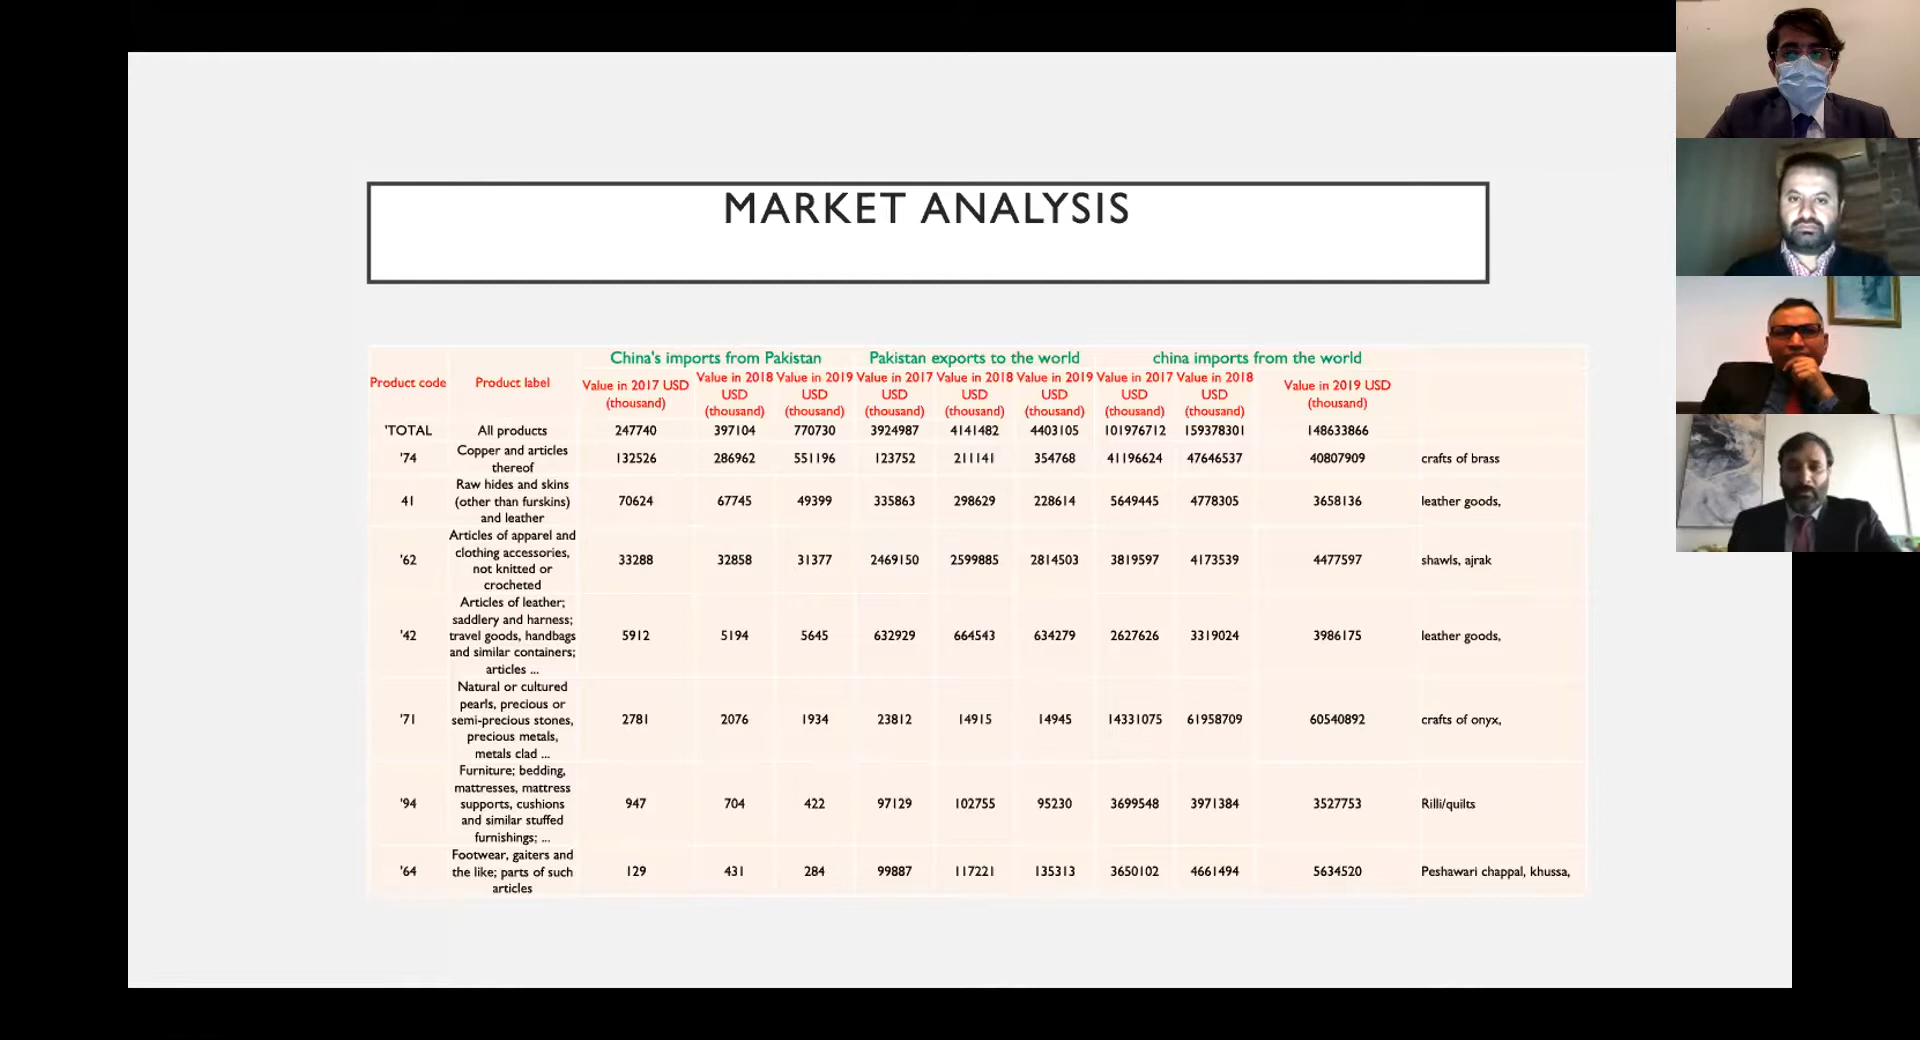 MARKET ANALYSIS
China's imports from Pakistan Pakistan exports to the world china imports from the world
Product code Product label Value in 2017 USD (thousand) Value in 2018 USD (thousand) Value in 2019 USD (thousand) Value in 2017 USD (thousand) Value in 2018 USD (thousand) Value in 2019 USD (thousand) Value in 2017 USD (thousand) Value in 2018 USD (thousand) Value in 2019 USD (thousand)
'TOTAL All products 247740 397104 770730 3924987 4141482 4403105 101976712 159378301 148633866
'74 Copper and articles thereof 132526 286962 551196 123752 211141 354768 41196624 47646537 40807909 crafts of brass
41 Raw hides and skins (other than furskins) and leather 70624 67745 49399 335863 298629 228614 5649445 4778305 3658136 leather goods,
'62 Articles of apparel and clothing accessories, not knitted or crocheted 33288 32858 31377 2469150 2599885 2814503 3819597 4173539 4477597 shawls, ajrak
'42 Articles of leather; saddlery and harness; travel goods, handbags and similar containers; articles ... 5912 5194 5645 632929 664543 634279 2627626 3319024 3986175 leather goods,
'71 Natural or cultured pearls, precious or semi-precious stones, precious metals, metals clad ... 2781 2076 1934 23812 14915 14945 14331075 61958709 60540892 crafts of onyx,
'94 Furniture; bedding, mattresses, mattress supports, cushions and similar stuffed furnishings; ... 947 704 422 97129 102755 95230 3699548 3971384 3527753 Rilli/quilts
'64 Footwear, gaiters and the like; parts of such articles 129 431 284 99887 117221 135313 3650102 4661494 5634520 Peshawari chappal, khussa,